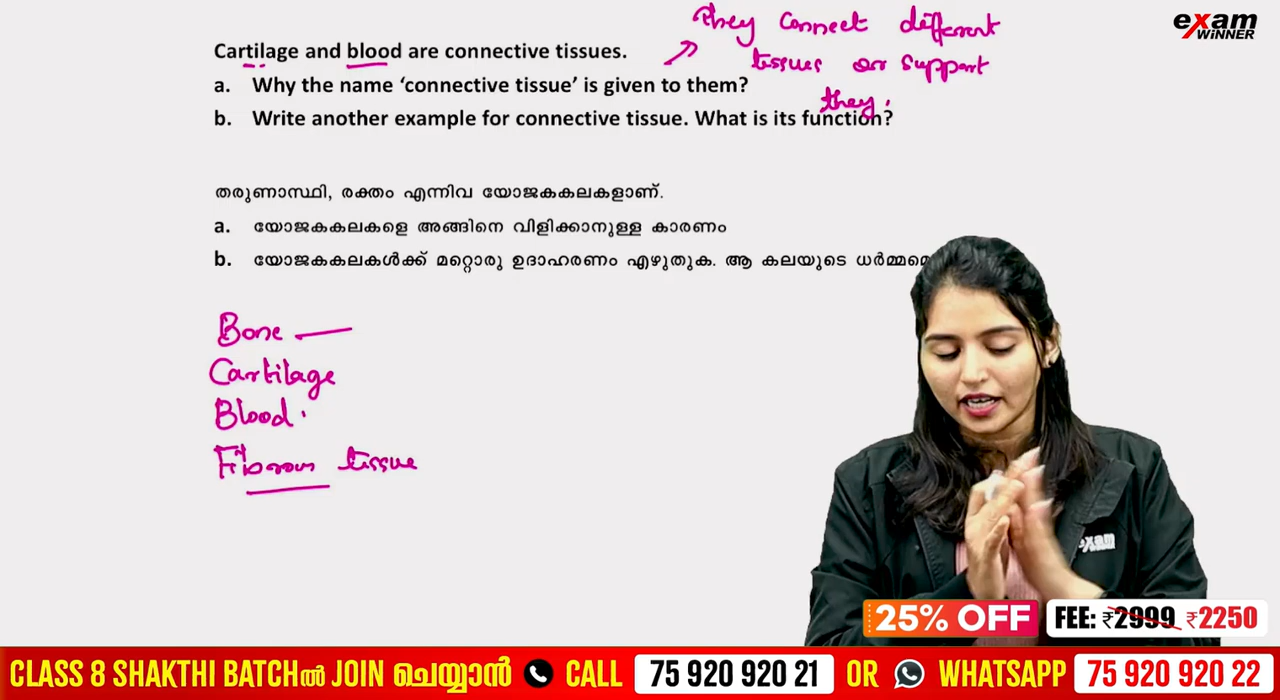 They connect different
exam
WiNNER
Cartilage and blood are connective tissues.
tissues or support
a. Why the name ‘connective tissue’ is given to them?
they.
b. Write another example for connective tissue. What is its function?
തരുണാസ്ഥി, രക്തം എന്നിവ യോജകകലകളാണ്.
a. യോജകകലകളെ അങ്ങിനെ വിളിക്കാനുള്ള കാരണം
b. യോജകകലകൾക്ക് മറ്റൊരു ഉദാഹരണം എഴുതുക. ആ കലയുടെ
Bone —
Cartilage
Blood.
Fibrous tissue
exam
25% OFF FEE: ₹2999 ₹2250
CLASS 8 SHAKTHI BATCHൽ JOIN ചെയ്യാൻ CALL 75 920 920 21 OR WHATSAPP 75 920 920 22